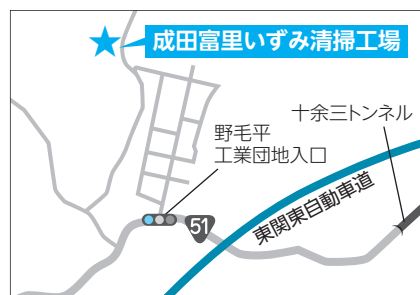 成田富里いずみ清掃工場
十余三トンネル
野毛平
工業団地入口
51
東関東自動車道